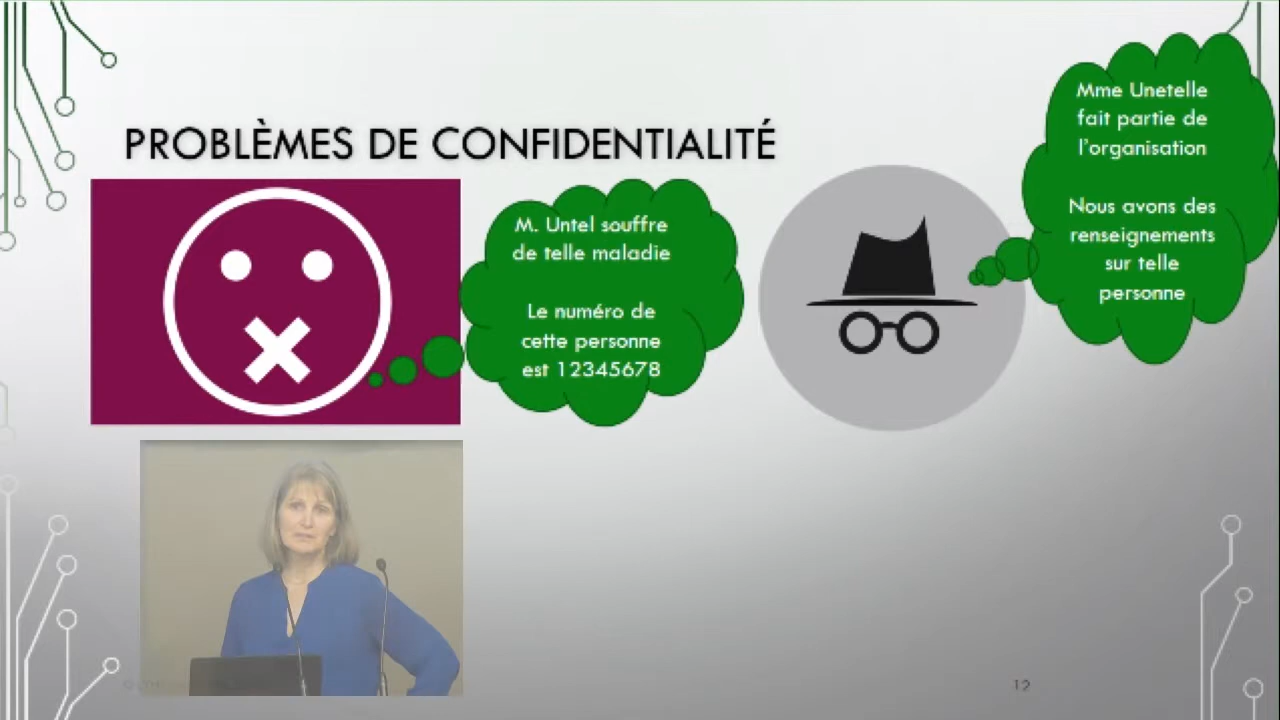 PROBLÈMES DE CONFIDENTIALITÉ
M. Untel souffre
de telle maladie
Le numéro de
cette personne
est 12345678
Mme Unetelle
fait partie de
l'organisation
Nous avons des
renseignements
sur telle
personne
12